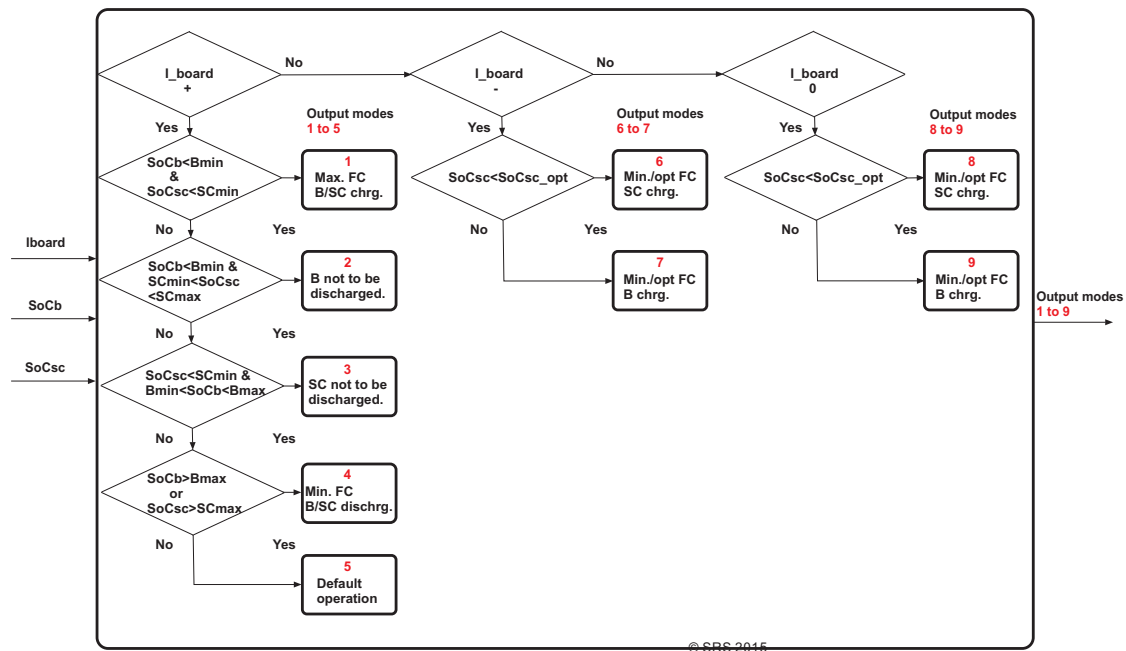 I_board
+
No
I_board
-
No
I_board
0
Yes
Output modes
1 to 5
Yes
Output modes
6 to 7
Yes
Output modes
8 to 9
SoCb<Bmin
&
SoCsc<SCmin
1
Max. FC
B/SC chrg.
SoCsc<SoCsc_opt
6
Min./opt FC
SC chrg.
SoCsc<SoCsc_opt
8
Min./opt FC
SC chrg.
No
Yes
No
Yes
No
Yes
Iboard
SoCb<Bmin &
SCmin<SoCsc
<SCmax
2
B not to be
discharged.
7
Min./opt FC
B chrg.
9
Min./opt FC
B chrg.
SoCb
Output modes
1 to 9
No
Yes
SoCsc
SoCsc<SCmin &
Bmin<SoCb<Bmax
3
SC not to be
discharged.
No
Yes
SoCb>Bmax
or
SoCsc>SCmax
4
Min. FC
B/SC dischrg.
No
Yes
5
Default
operation
© SBS 2015